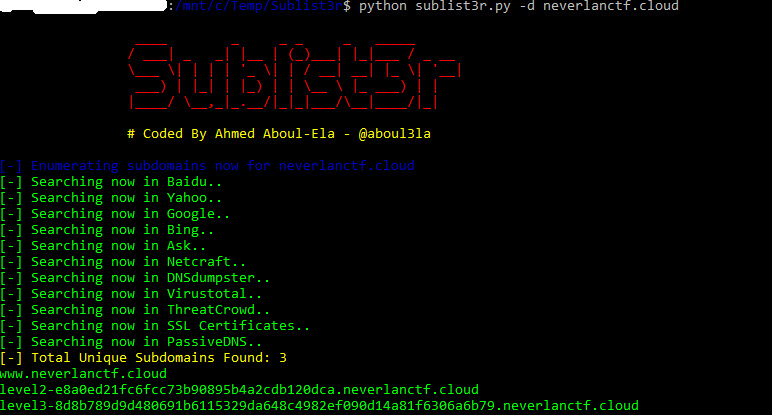 :/mnt/c/Temp/Sublist3r$ python sublist3r.py -d neverlanctf.cloud
Sublist3r
# Coded By Ahmed Aboul-Ela - @aboul3la
[-] Enumerating subdomains now for neverlanctf.cloud
[-] Searching now in Baidu..
[-] Searching now in Yahoo..
[-] Searching now in Google..
[-] Searching now in Bing..
[-] Searching now in Ask..
[-] Searching now in Netcraft..
[-] Searching now in DNSdumpster..
[-] Searching now in Virustotal..
[-] Searching now in ThreatCrowd..
[-] Searching now in SSL Certificates..
[-] Searching now in PassiveDNS..
[-] Total Unique Subdomains Found: 3
www.neverlanctf.cloud
level2-e8a0ed21fc6fcc73b90895b4a2cdb120dca.neverlanctf.cloud
level3-8d8b789d9d480691b6115329da648c4982ef090d14a81f6306a6b79.neverlanctf.cloud